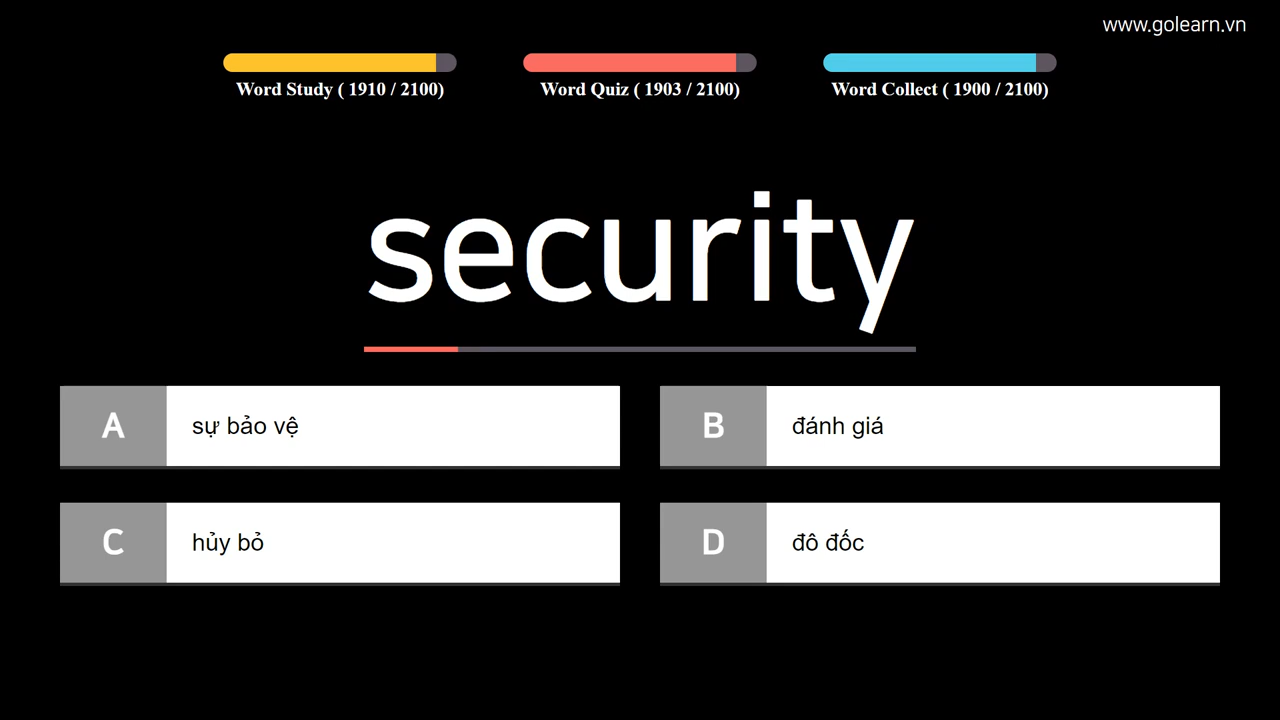 www.golearn.vn
Word Study ( 1910 / 2100)
Word Quiz ( 1903 / 2100)
Word Collect ( 1900 / 2100)
security
A sự bảo vệ
B đánh giá
C hủy bỏ
D đô đốc